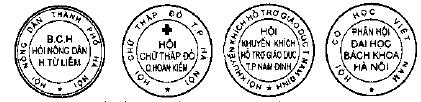 HỘI NÔNG DÂN THÀNH PHỐ HÀ NỘI
B.C.H
HỘI NÔNG DÂN
H.TỪ LIÊM
HỘI CHỮ THẬP ĐỎ T.P HÀ NỘI
HỘI
CHỮ THẬP ĐỎ
Q.HOÀN KIẾM
HỘI KHUYẾN KHÍCH HỖ TRỢ GIÁO DỤC T.NAM ĐỊNH
HỘI
KHUYẾN KHÍCH
HỖ TRỢ GIÁO DỤC
T.P NAM ĐỊNH
HỘI CƠ HỌC VIỆT NAM
PHÂN HỘI
ĐẠI HỌC
BÁCH KHOA
HÀ NỘI